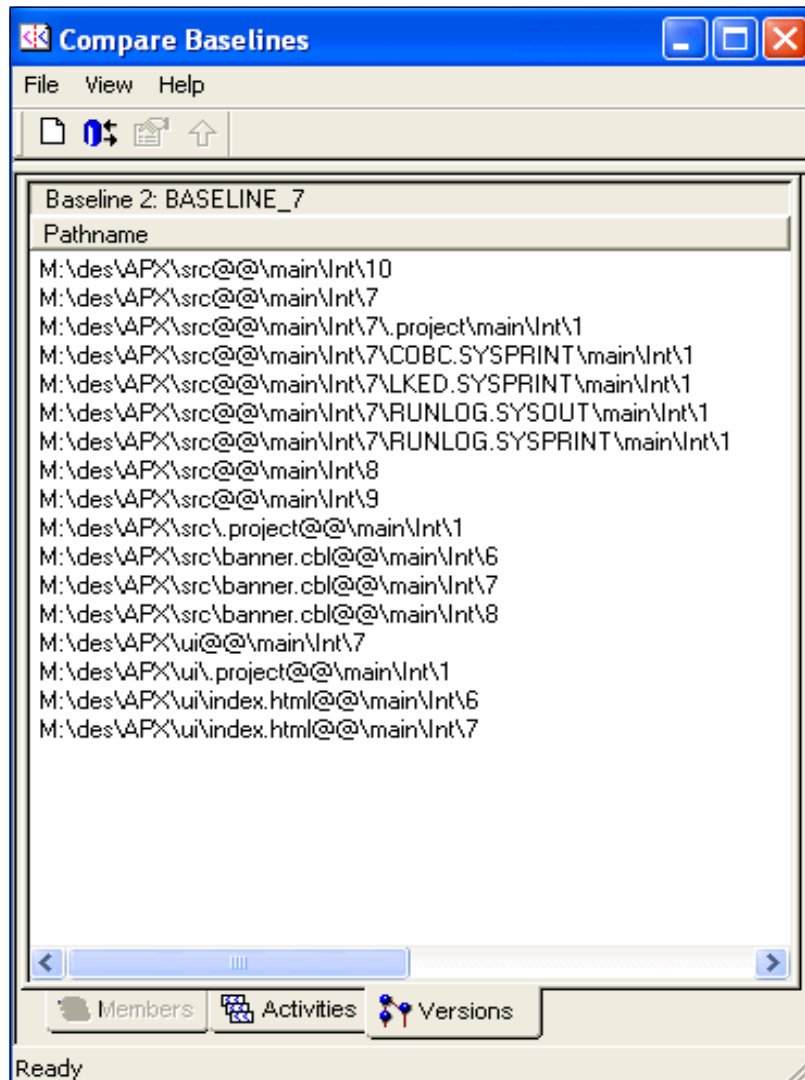 Compare Baselines
File View Help
Baseline 2: BASELINE_7
Pathname
M:\des\APX\src@@\main\Int\10
M:\des\APX\src@@\main\Int\7
M:\des\APX\src@@\main\Int\7\.project\main\Int\1
M:\des\APX\src@@\main\Int\7\COBC.SYSPRINT\main\Int\1
M:\des\APX\src@@\main\Int\7\LKED.SYSPRINT\main\Int\1
M:\des\APX\src@@\main\Int\7\RUNLOG.SYSOUT\main\Int\1
M:\des\APX\src@@\main\Int\7\RUNLOG.SYSPRINT\main\Int\1
M:\des\APX\src@@\main\Int\8
M:\des\APX\src@@\main\Int\9
M:\des\APX\src\.project@@\main\Int\1
M:\des\APX\src\banner.cbl@@\main\Int\6
M:\des\APX\src\banner.cbl@@\main\Int\7
M:\des\APX\src\banner.cbl@@\main\Int\8
M:\des\APX\ui@@\main\Int\7
M:\des\APX\ui\.project@@\main\Int\1
M:\des\APX\ui\index.html@@\main\Int\6
M:\des\APX\ui\index.html@@\main\Int\7
Members Activities Versions
Ready